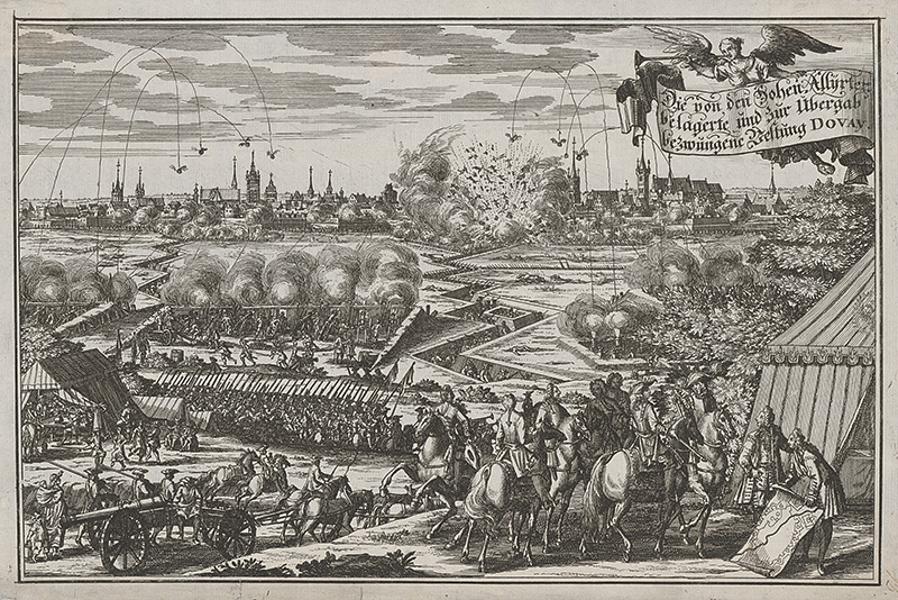 Die von den Hohen Allyrten
belagerte und zur Ubergab
bezwungene Vestung DOVAY.